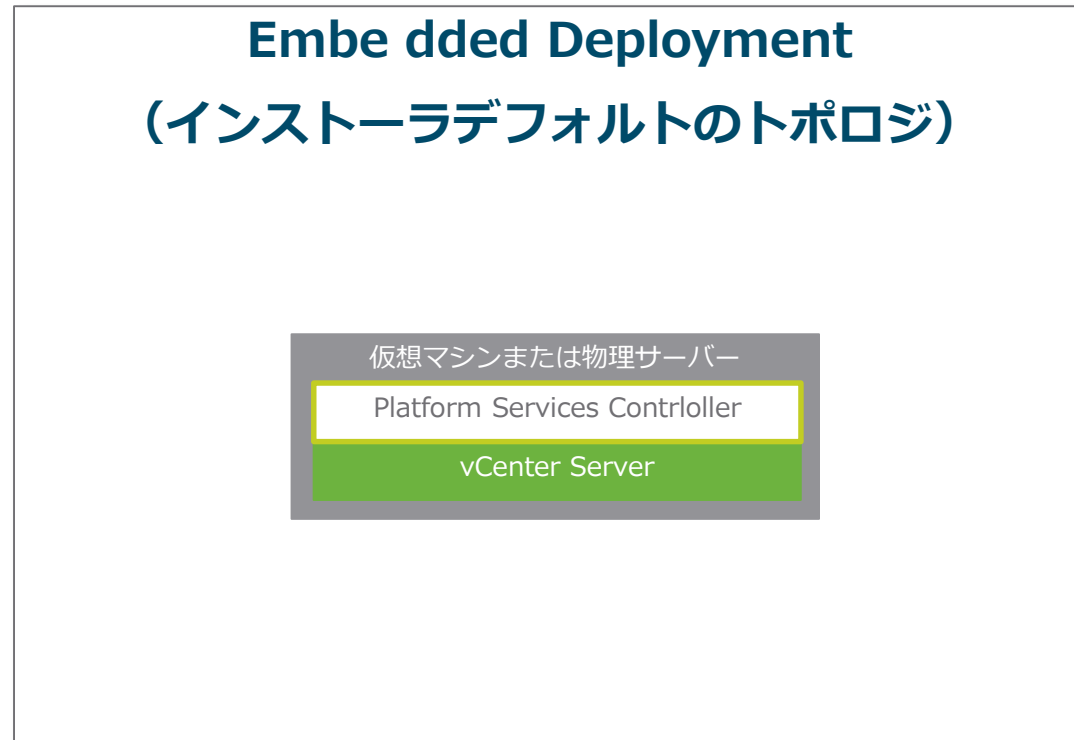 Embe dded Deployment
（インストーラデフォルトのトポロジ）
仮想マシンまたは物理サーバー
Platform Services Contrloller
vCenter Server